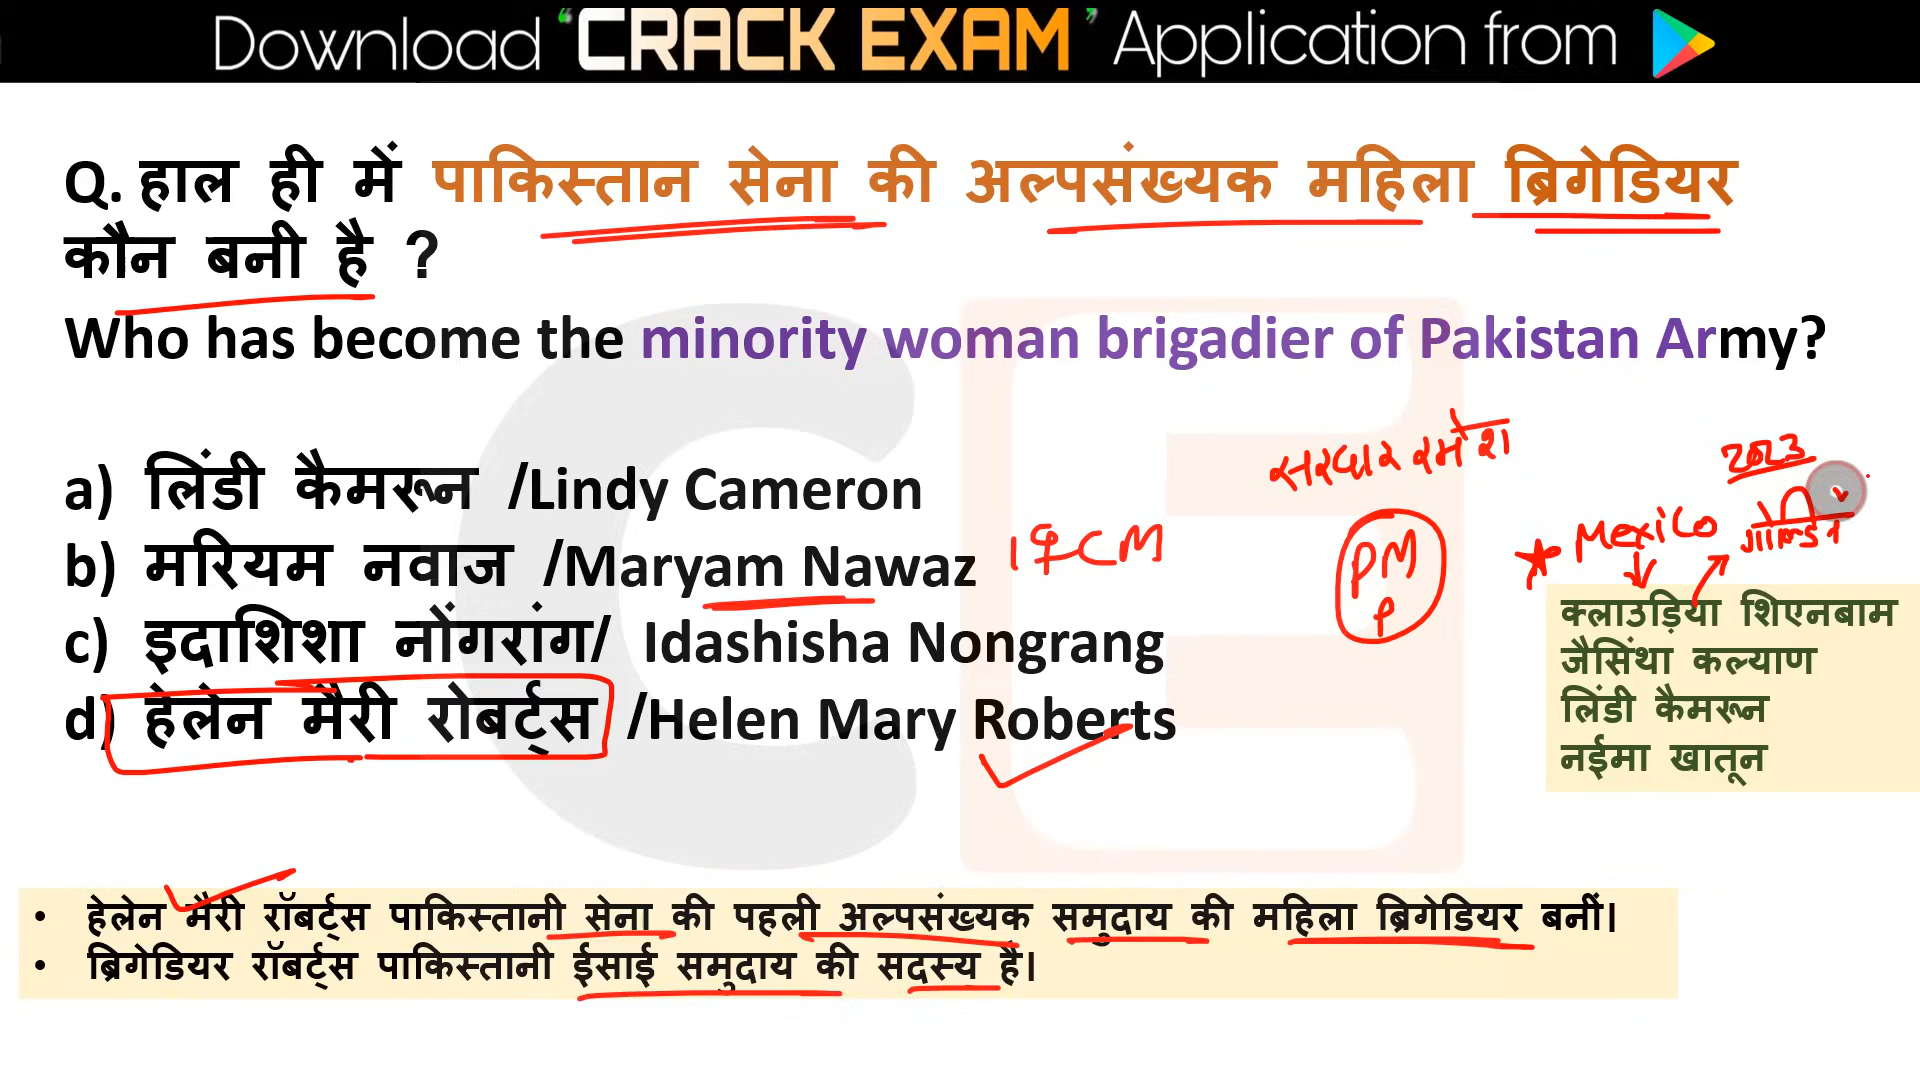 Download “CRACK EXAM” Application from
Q. हाल ही में पाकिस्तान सेना की अल्पसंख्यक महिला ब्रिगेडियर
कौन बनी है ?
Who has become the minority woman brigadier of Pakistan Army?
a) लिंडी कैमरून /Lindy Cameron
b) मरियम नवाज /Maryam Nawaz
c) इदाशिशा नोंगरांग/ Idashisha Nongrang
d) हेलेन मैरी रोबर्ट्स /Helen Mary Roberts
1 CM
सरदार रमेश
PM
P
2023
Mexico
क्लाउड़िया शिएनबाम
जैसिंथा कल्याण
लिंडी कैमरून
नईमा खातून
• हेलेन मैरी रॉबर्ट्स पाकिस्तानी सेना की पहली अल्पसंख्यक समुदाय की महिला ब्रिगेडियर बनीं।
• ब्रिगेडियर रॉबर्ट्स पाकिस्तानी ईसाई समुदाय की सदस्य है।